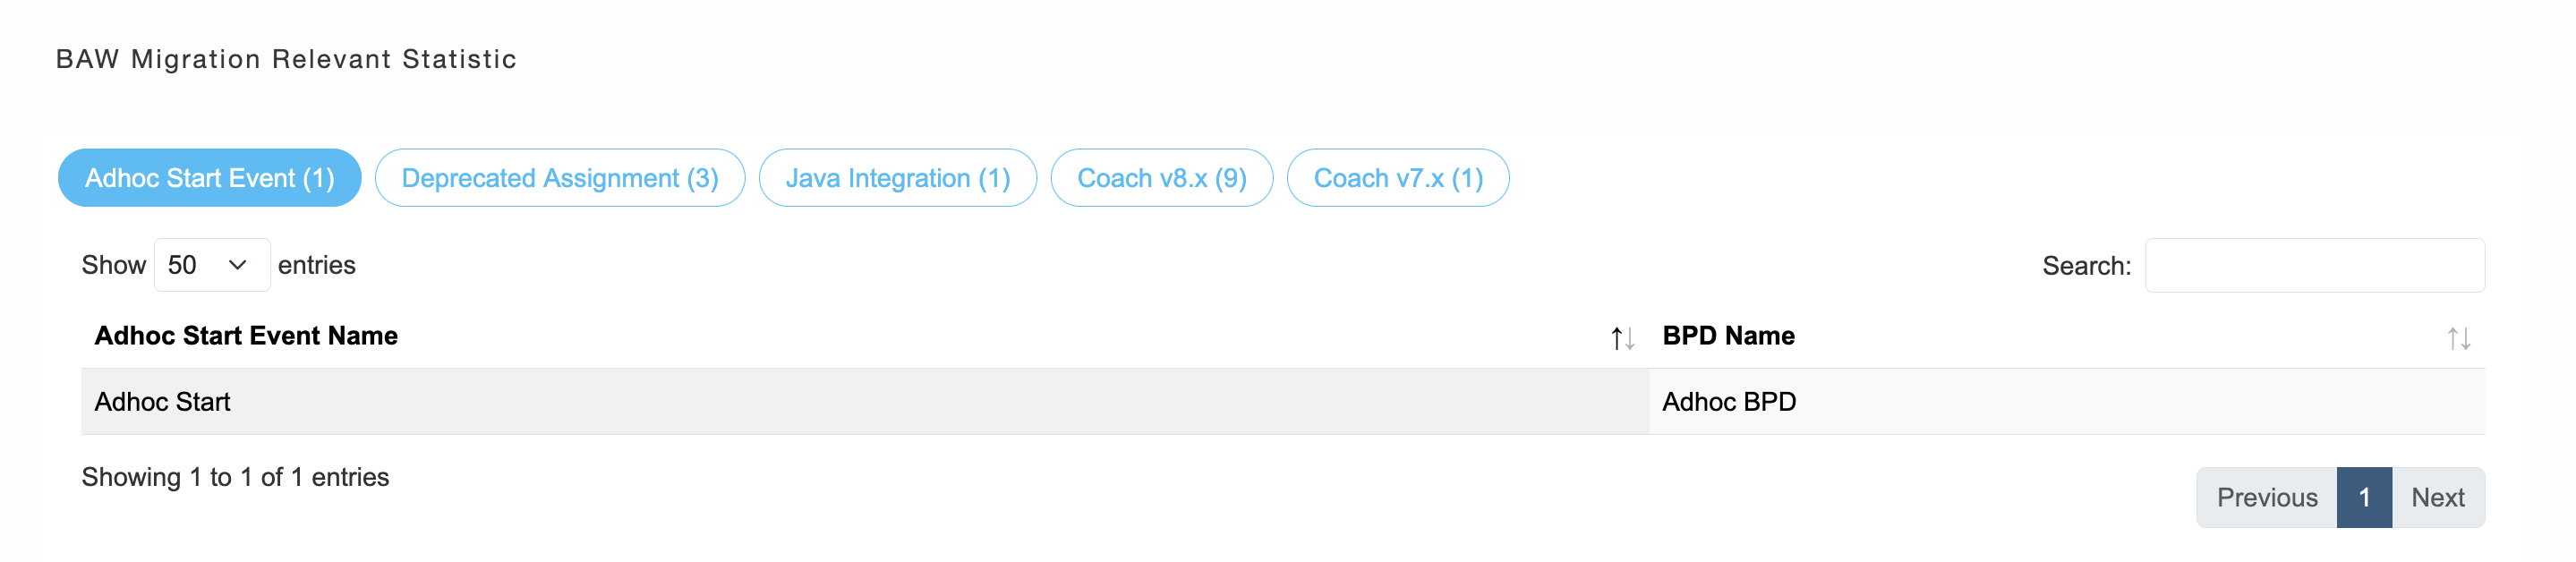 BAW Migration Relevant Statistic
Adhoc Start Event (1) Deprecated Assignment (3) Java Integration (1) Coach v8.x (9) Coach v7.x (1)
Show 50 entries Search:
Adhoc Start Event Name BPD Name
Adhoc Start Adhoc BPD
Showing 1 to 1 of 1 entries
Previous 1 Next